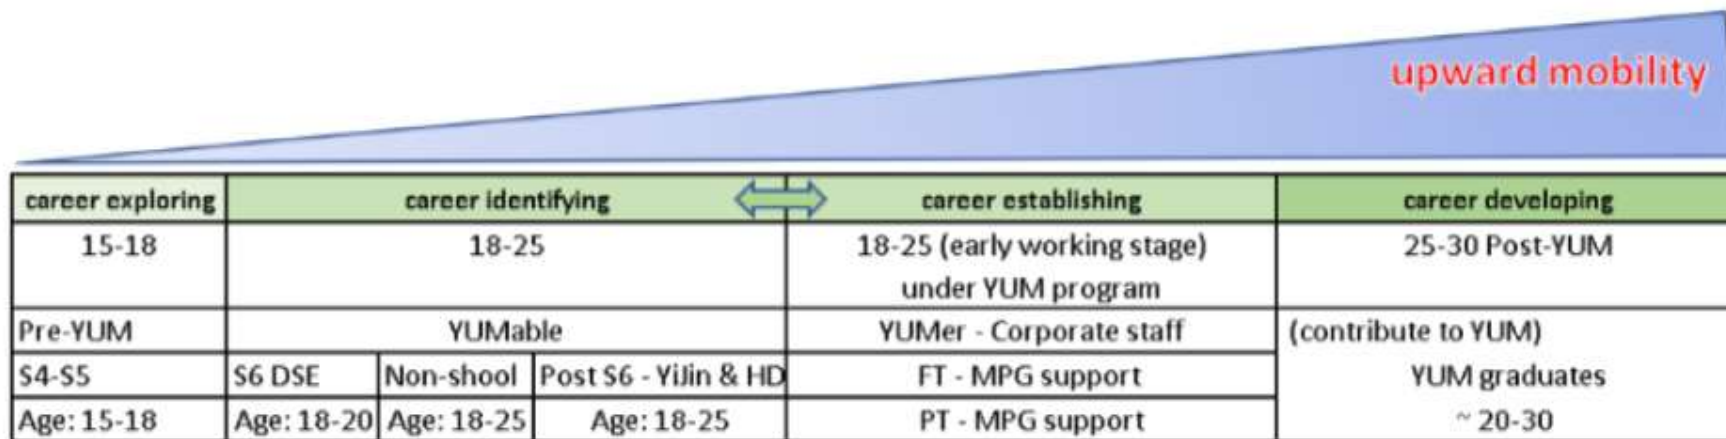 upward mobility
career exploring career identifying career establishing career developing
15-18 18-25 18-25 (early working stage) 25-30 Post-YUM
under YUM program
Pre-YUM YUMable YUMer - Corporate staff (contribute to YUM)
S4-S5 S6 DSE Non-shool Post S6 - YiJin & HD FT - MPG support YUM graduates
Age: 15-18 Age: 18-20 Age: 18-25 Age: 18-25 PT - MPG support ~ 20-30